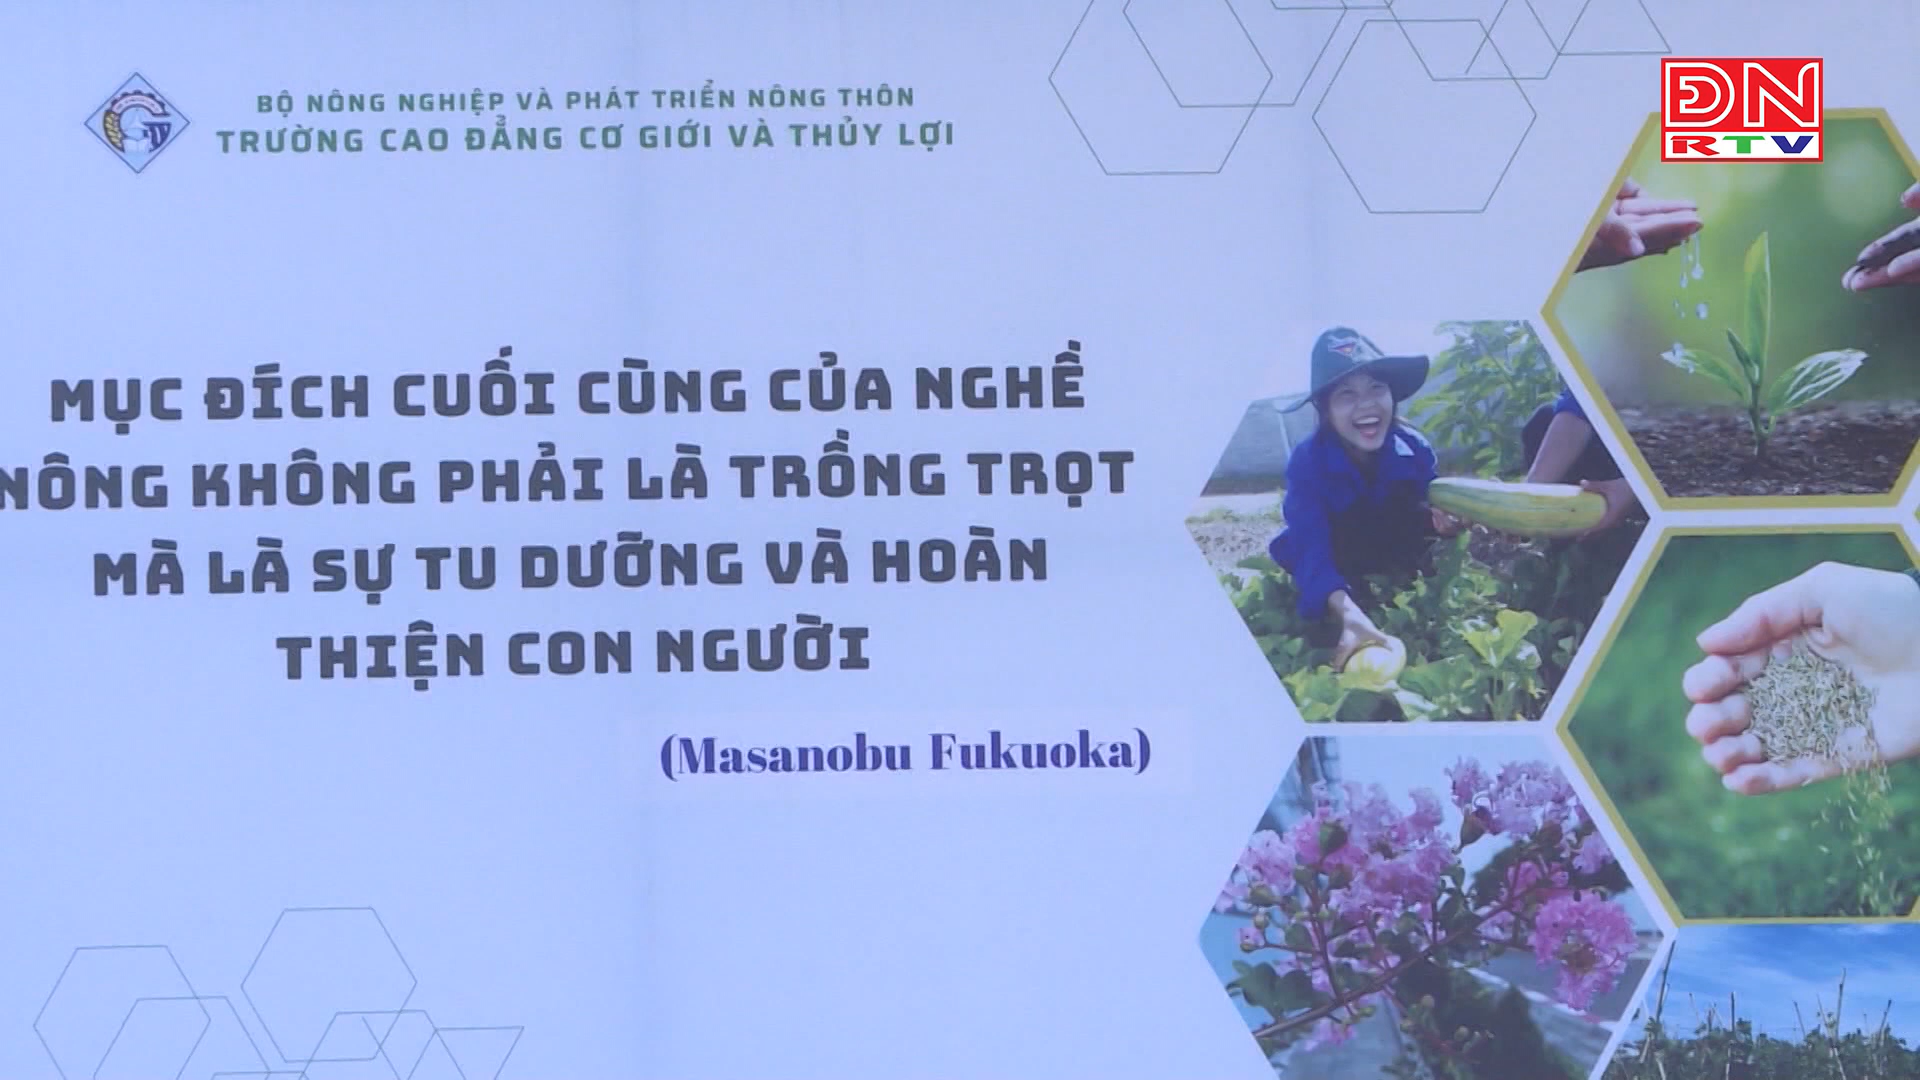 BỘ NÔNG NGHIỆP VÀ PHÁT TRIỂN NÔNG THÔN
TRƯỜNG CAO ĐẲNG CƠ GIỚI VÀ THỦY LỢI
ĐN
RTV
MỤC ĐÍCH CUỐI CÙNG CỦA NGHỀ
NÔNG KHÔNG PHẢI LÀ TRỒNG TRỌT
MÀ LÀ SỰ TU DƯỠNG VÀ HOÀN
THIỆN CON NGƯỜI
(Masanobu Fukuoka)